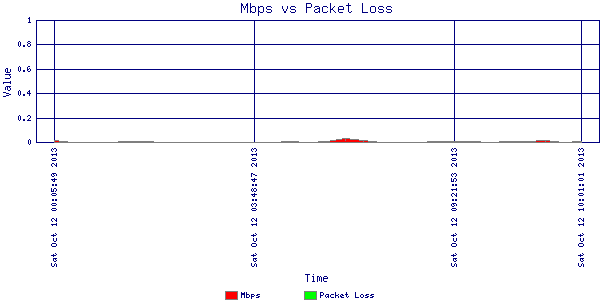 Mbps vs Packet Loss
1
0.8
0.6
0.4
0.2
0
Value
Sat Oct 12 00:05:49 2013
Sat Oct 12 03:48:47 2013
Sat Oct 12 09:21:53 2013
Sat Oct 12 10:01:01 2013
Time
Mbps
Packet Loss